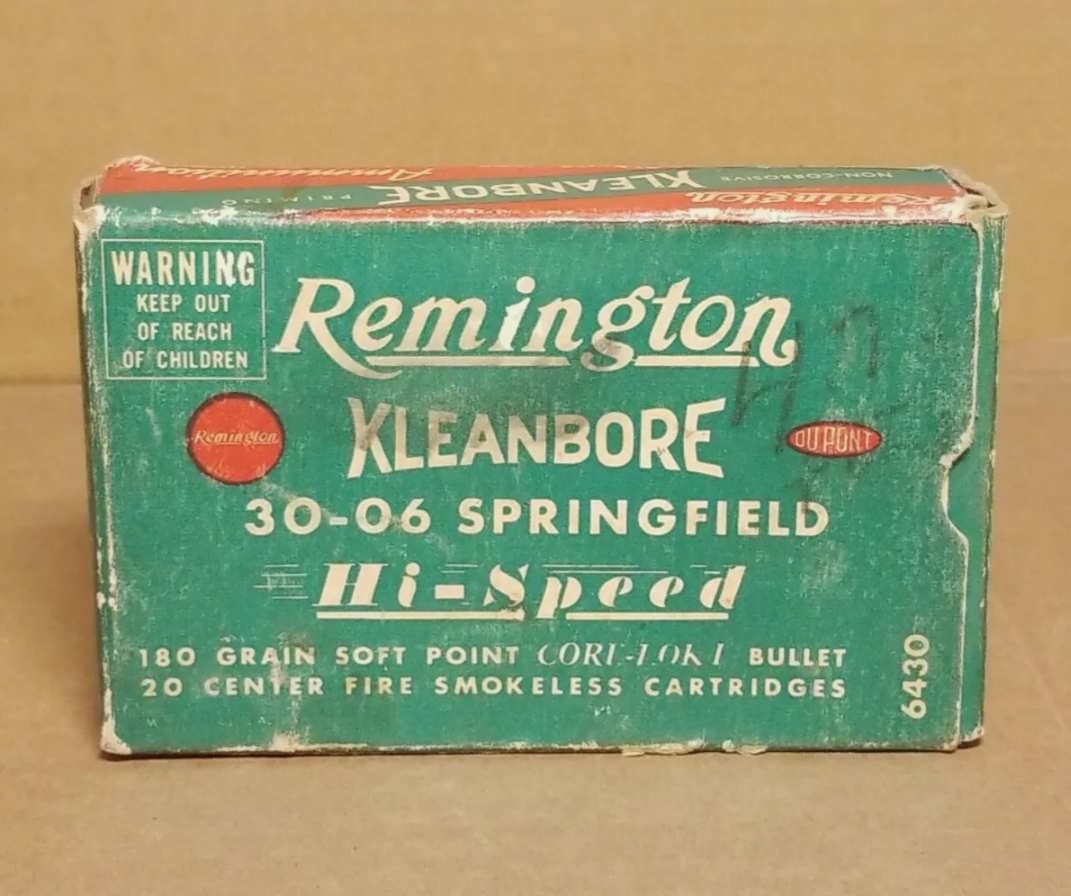 Ammunition
PRIMING
KLEANBORE
NON-CORROSIVE
Remington
WARNING
KEEP OUT
OF REACH
OF CHILDREN
Remington
Remington
KLEANBORE
DU PONT
30-06 SPRINGFIELD
Hi-Speed
180 GRAIN SOFT POINT CORE-LOKT BULLET
20 CENTER FIRE SMOKELESS CARTRIDGES
6430